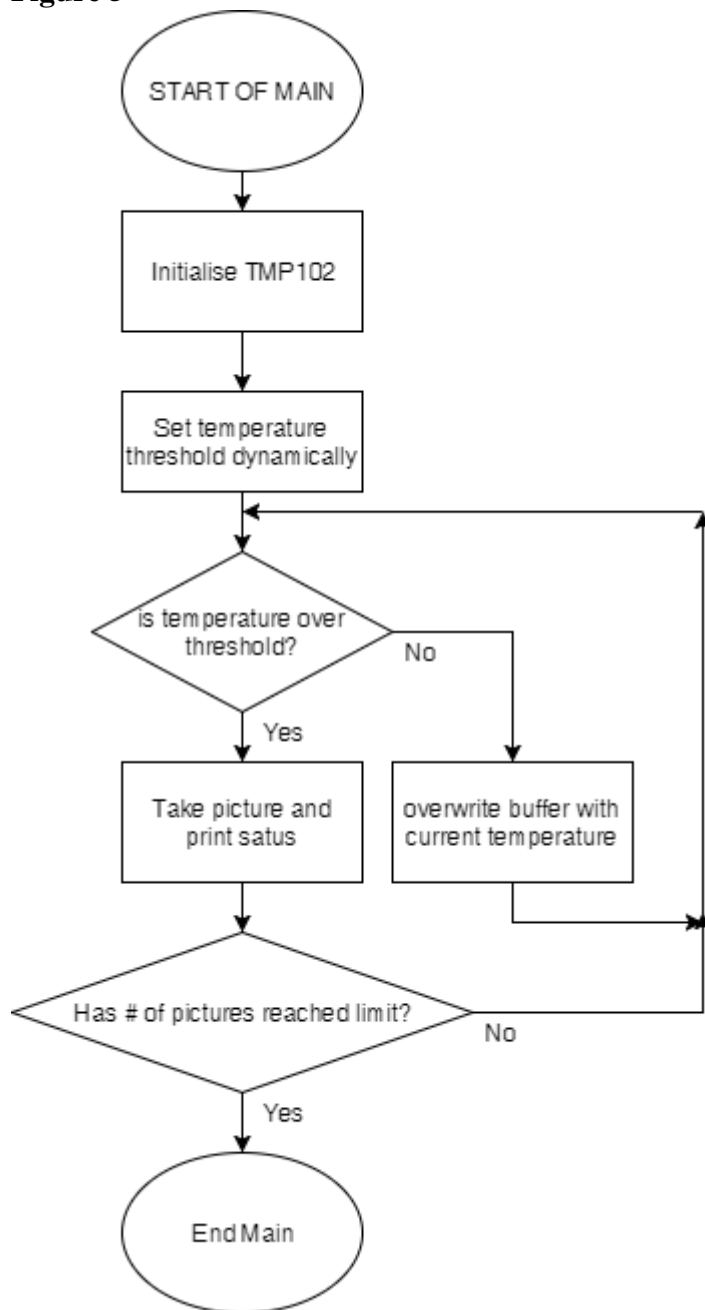 START OF MAIN
Initialise TMP102
Set temperature
threshold dynamically
is temperature over
threshold?
No
Yes
Take picture and
print satus
overwrite buffer with
current temperature
Has # of pictures reached limit?
No
Yes
End Main